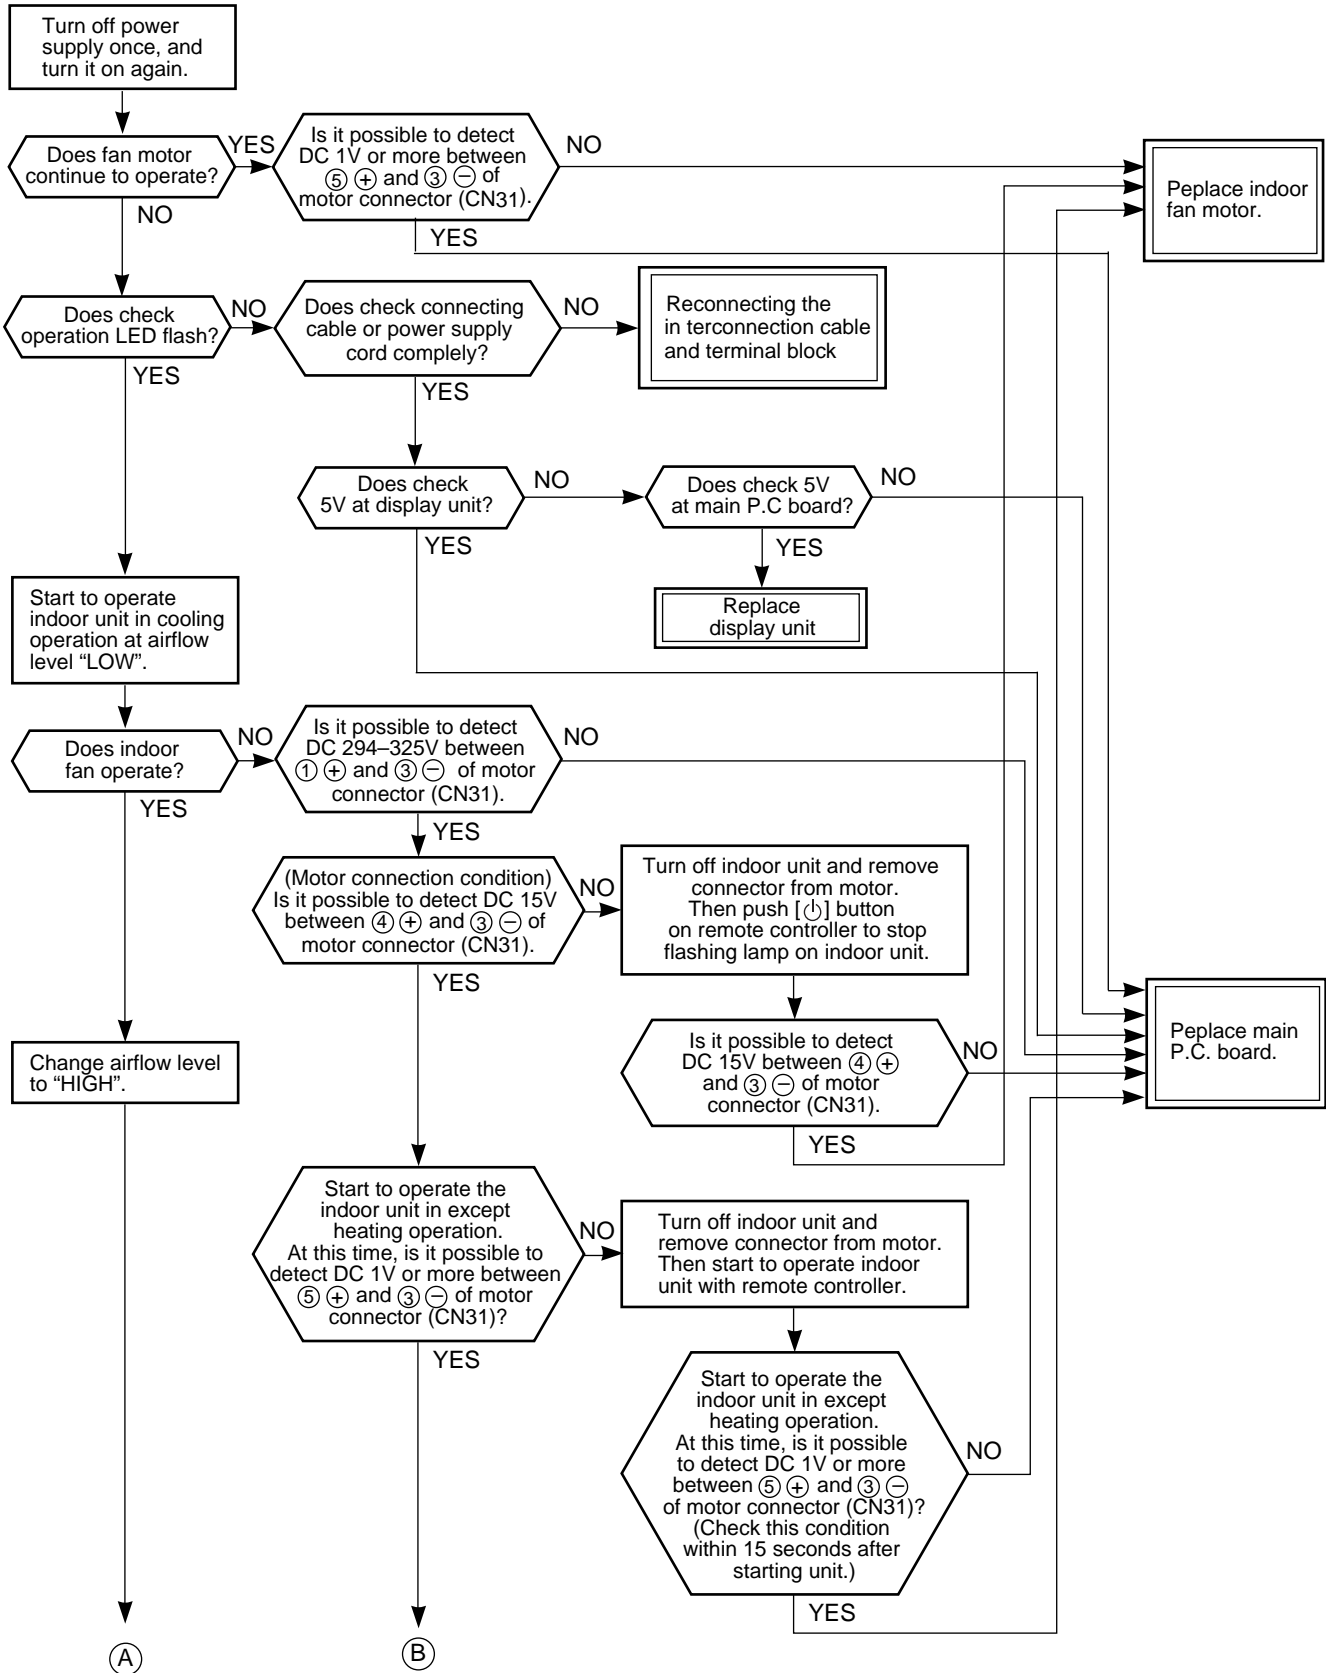 Turn off power
supply once, and
turn it on again.
Does fan motor
continue to operate?
YES
NO
Is it possible to detect
DC 1V or more between
⑤ ⊕ and ③ ⊖ of
motor connector (CN31).
NO
YES
Peplace indoor
fan motor.
Does check
operation LED flash?
NO
YES
Does check connecting
cable or power supply
cord complely?
NO
YES
Reconnecting the
in terconnection cable
and terminal block
Does check
5V at display unit?
NO
YES
Does check 5V
at main P.C board?
NO
YES
Replace
display unit
Start to operate
indoor unit in cooling
operation at airflow
level “LOW”.
Does indoor
fan operate?
NO
YES
Is it possible to detect
DC 294–325V between
① ⊕ and ③ ⊖ of motor
connector (CN31).
NO
YES
(Motor connection condition)
Is it possible to detect DC 15V
between ④ ⊕ and ③ ⊖ of
motor connector (CN31).
NO
YES
Turn off indoor unit and remove
connector from motor.
Then push [⏻] button
on remote controller to stop
flashing lamp on indoor unit.
Is it possible to detect
DC 15V between ④ ⊕
and ③ ⊖ of motor
connector (CN31).
NO
YES
Peplace main
P.C. board.
Change airflow level
to “HIGH”.
Start to operate the
indoor unit in except
heating operation.
At this time, is it possible to
detect DC 1V or more between
⑤ ⊕ and ③ ⊖ of motor
connector (CN31)?
NO
YES
Turn off indoor unit and
remove connector from motor.
Then start to operate indoor
unit with remote controller.
Start to operate the
indoor unit in except
heating operation.
At this time, is it possible
to detect DC 1V or more
between ⑤ ⊕ and ③ ⊖
of motor connector (CN31)?
(Check this condition
within 15 seconds after
starting unit.)
NO
YES
Ⓐ
Ⓑ